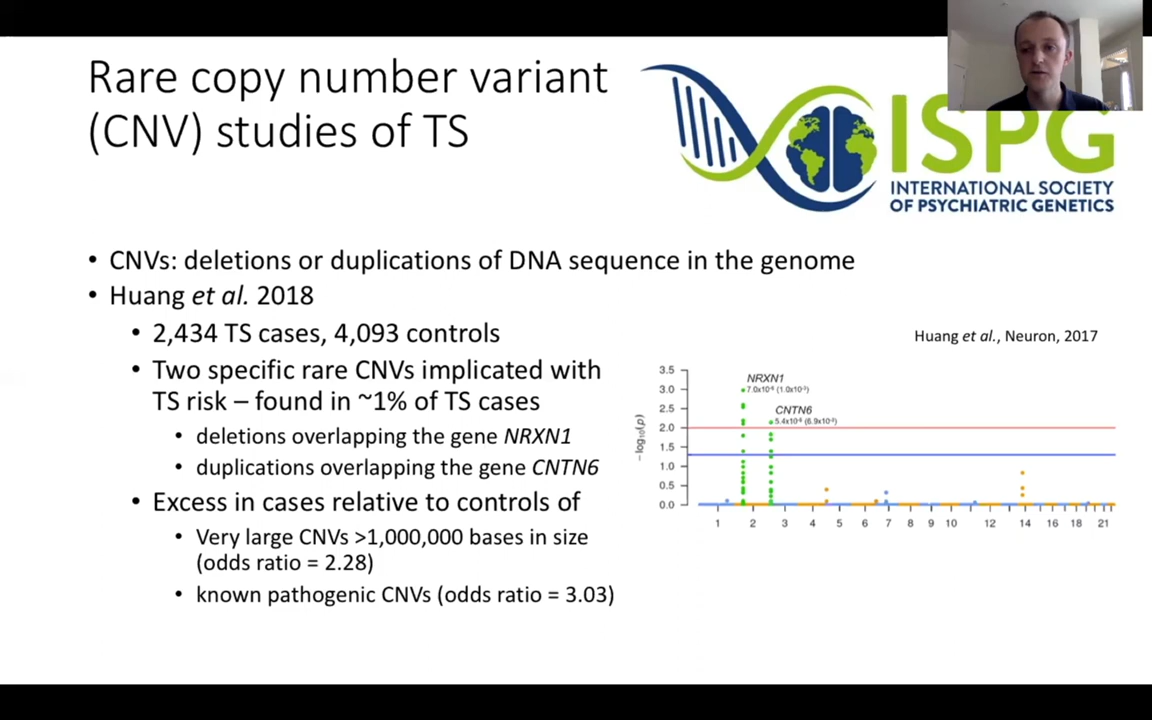 Rare copy number variant
(CNV) studies of TS
ISPG
INTERNATIONAL SOCIETY
OF PSYCHIATRIC GENETICS
• CNVs: deletions or duplications of DNA sequence in the genome
• Huang et al. 2018
• 2,434 TS cases, 4,093 controls
• Two specific rare CNVs implicated with
TS risk – found in ~1% of TS cases
• deletions overlapping the gene NRXN1
• duplications overlapping the gene CNTN6
• Excess in cases relative to controls of
• Very large CNVs >1,000,000 bases in size
(odds ratio = 2.28)
• known pathogenic CNVs (odds ratio = 3.03)
Huang et al., Neuron, 2017
−log10(p)
3.5
3.0
2.5
2.0
1.5
1.0
0.5
0.0
NRXN1
CNTN6
1 2 3 4 5 6 7 8 9 10 12 14 16 18 21